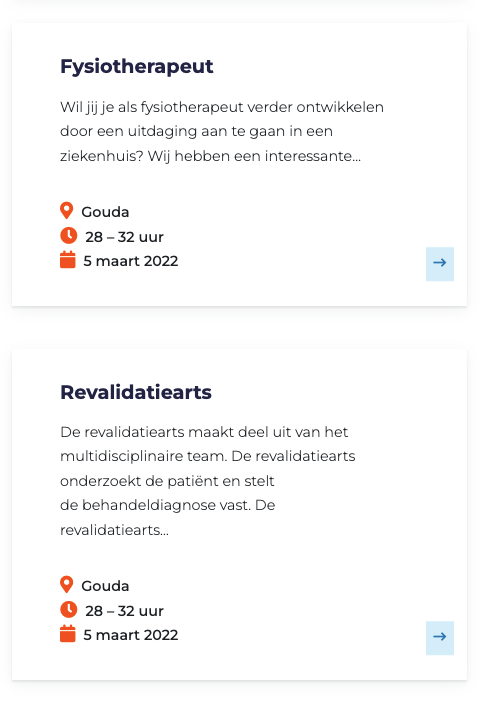 Fysiotherapeut
Wil jij je als fysiotherapeut verder ontwikkelen
door een uitdaging aan te gaan in een
ziekenhuis? Wij hebben een interessante...
Gouda
28 – 32 uur
5 maart 2022
Revalidatiearts
De revalidatiearts maakt deel uit van het
multidisciplinaire team. De revalidatiearts
onderzoekt de patiënt en stelt
de behandeldiagnose vast. De
revalidatiearts...
Gouda
28 – 32 uur
5 maart 2022